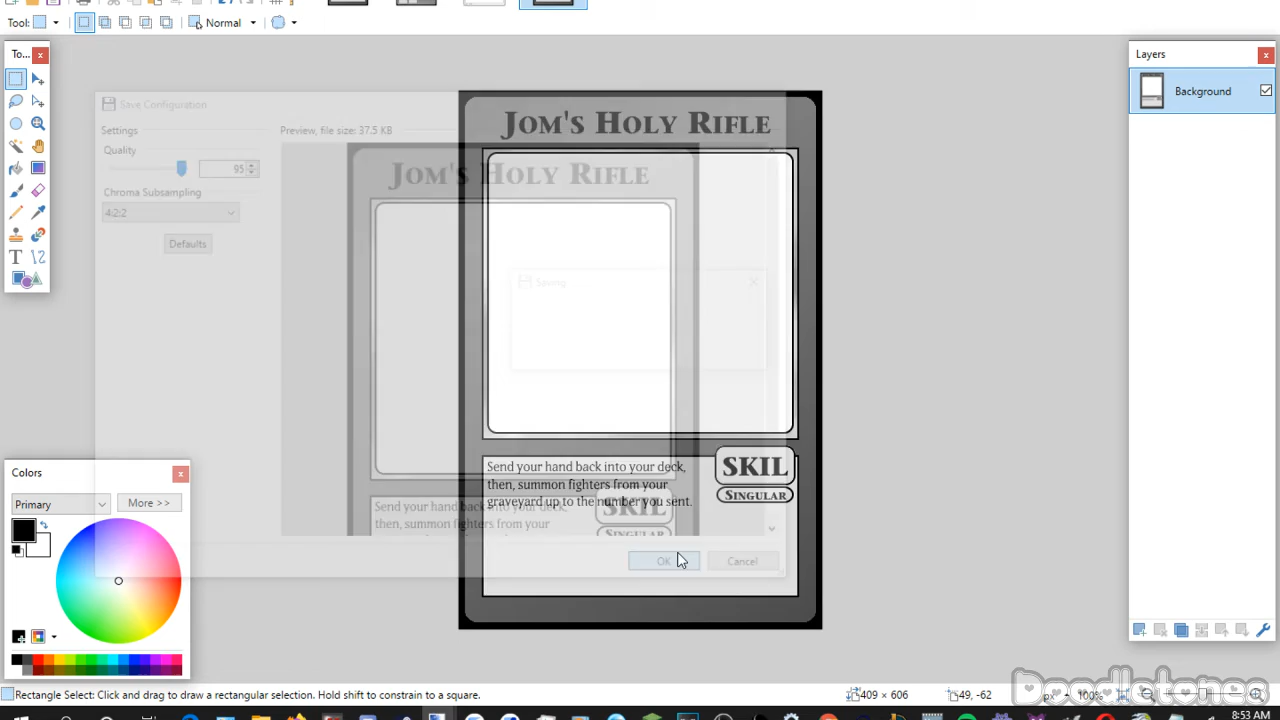 Tool:
Normal
To...
Layers
Background
Save Configuration
Settings
Preview, file size: 37.5 KB
Quality
95
Chroma Subsampling
4:2:2
Defaults
Jom's Holy Rifle
Jom's Holy Rifle
Saving
Send your hand back into your deck,
then, summon fighters from your
graveyard up to the number you sent.
SKIL
Singular
Send your hand back into your deck,
then, summon fighters from your
SKIL
Singular
OK
Cancel
Colors
Primary
More >>
Rectangle Select: Click and drag to draw a rectangular selection. Hold shift to constrain to a square.
409 × 606
49, -62
px
100%
Doodletones
8:53 AM